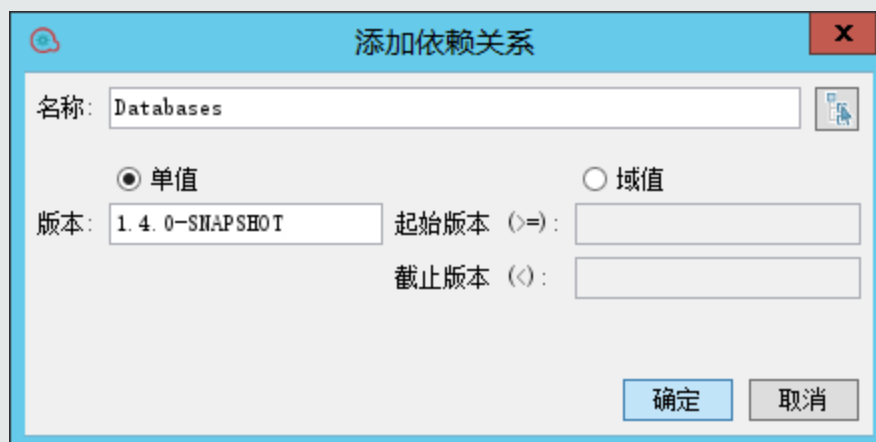 添加依赖关系
名称: Databases
单值 域值
版本: 1.4.0-SNAPSHOT 起始版本 (>=):
截止版本 (<):
确定 取消